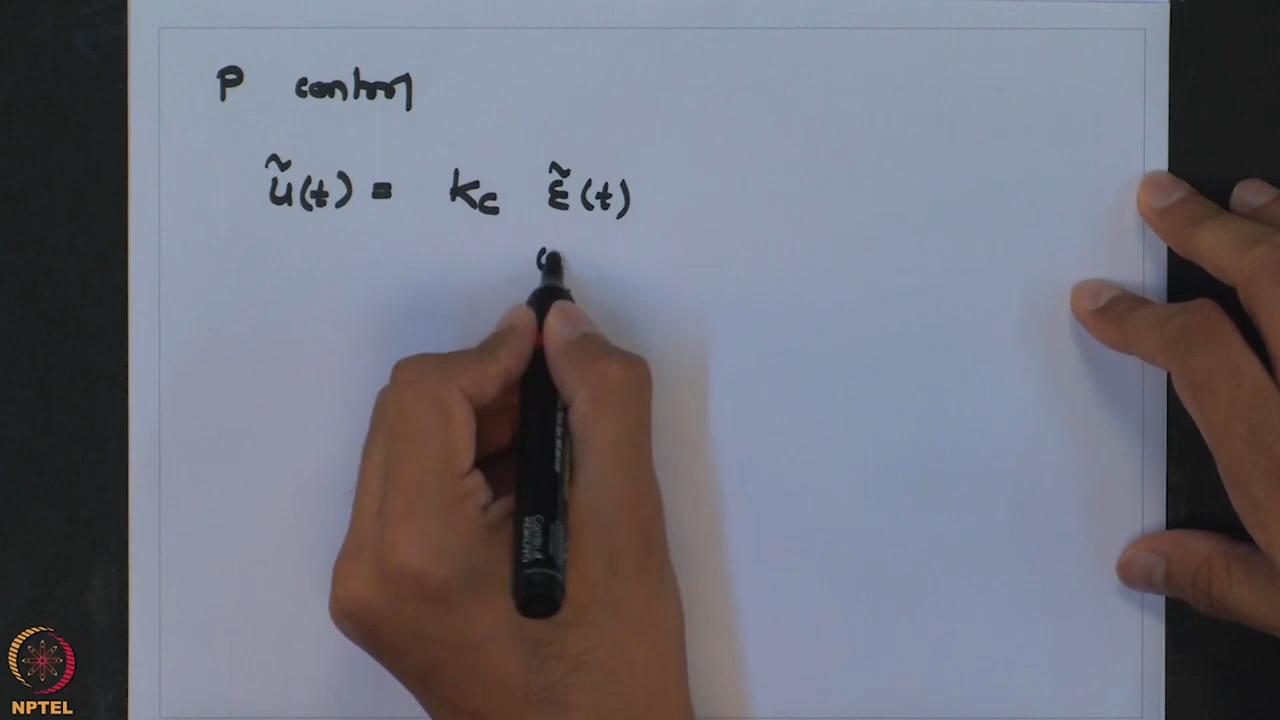 P control
ũ(t) = Kc ε̃(t)
NPTEL